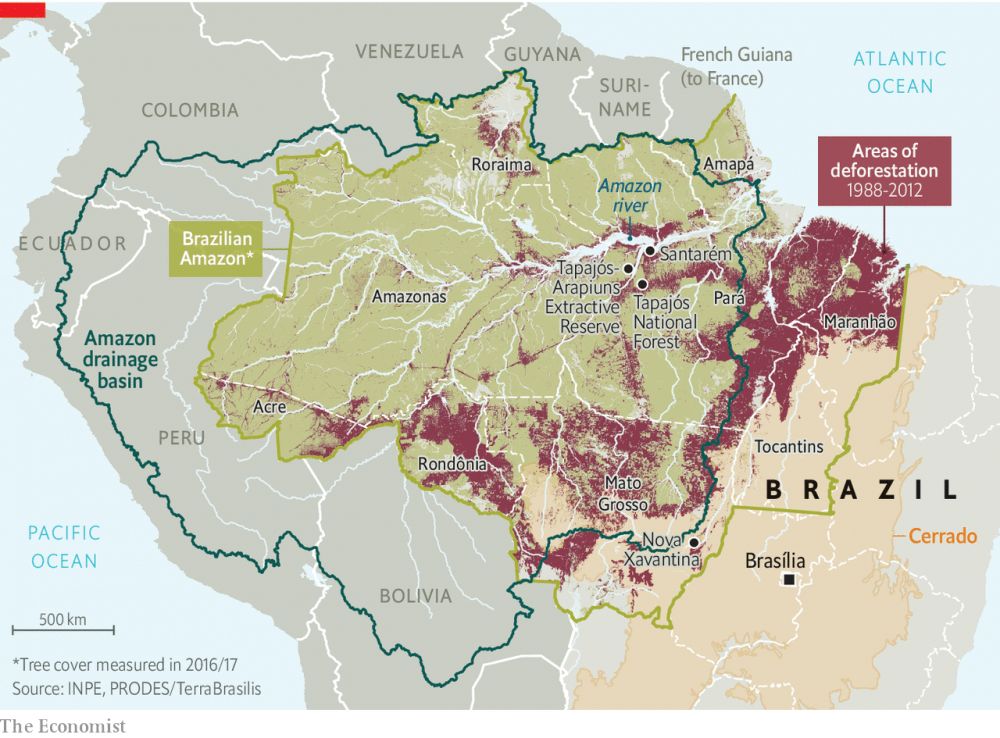 VENEZUELA
GUYANA
French Guiana
(to France)
ATLANTIC
OCEAN
SURI-
NAME
COLOMBIA
Areas of
deforestation
1988-2012
Roraima
Amapá
Amazon
river
ECUADOR
Brazilian
Amazon*
Santarém
Tapajós-
Arapiuns
Extractive
Reserve
Amazonas
Tapajós
National
Forest
Pará
Maranhão
Amazon
drainage
basin
Acre
PERU
Rondônia
Tocantins
Mato
Grosso
BRAZIL
PACIFIC
OCEAN
Nova
Xavantina
Cerrado
Brasília
BOLIVIA
500 km
*Tree cover measured in 2016/17
Source: INPE, PRODES/TerraBrasilis
The Economist